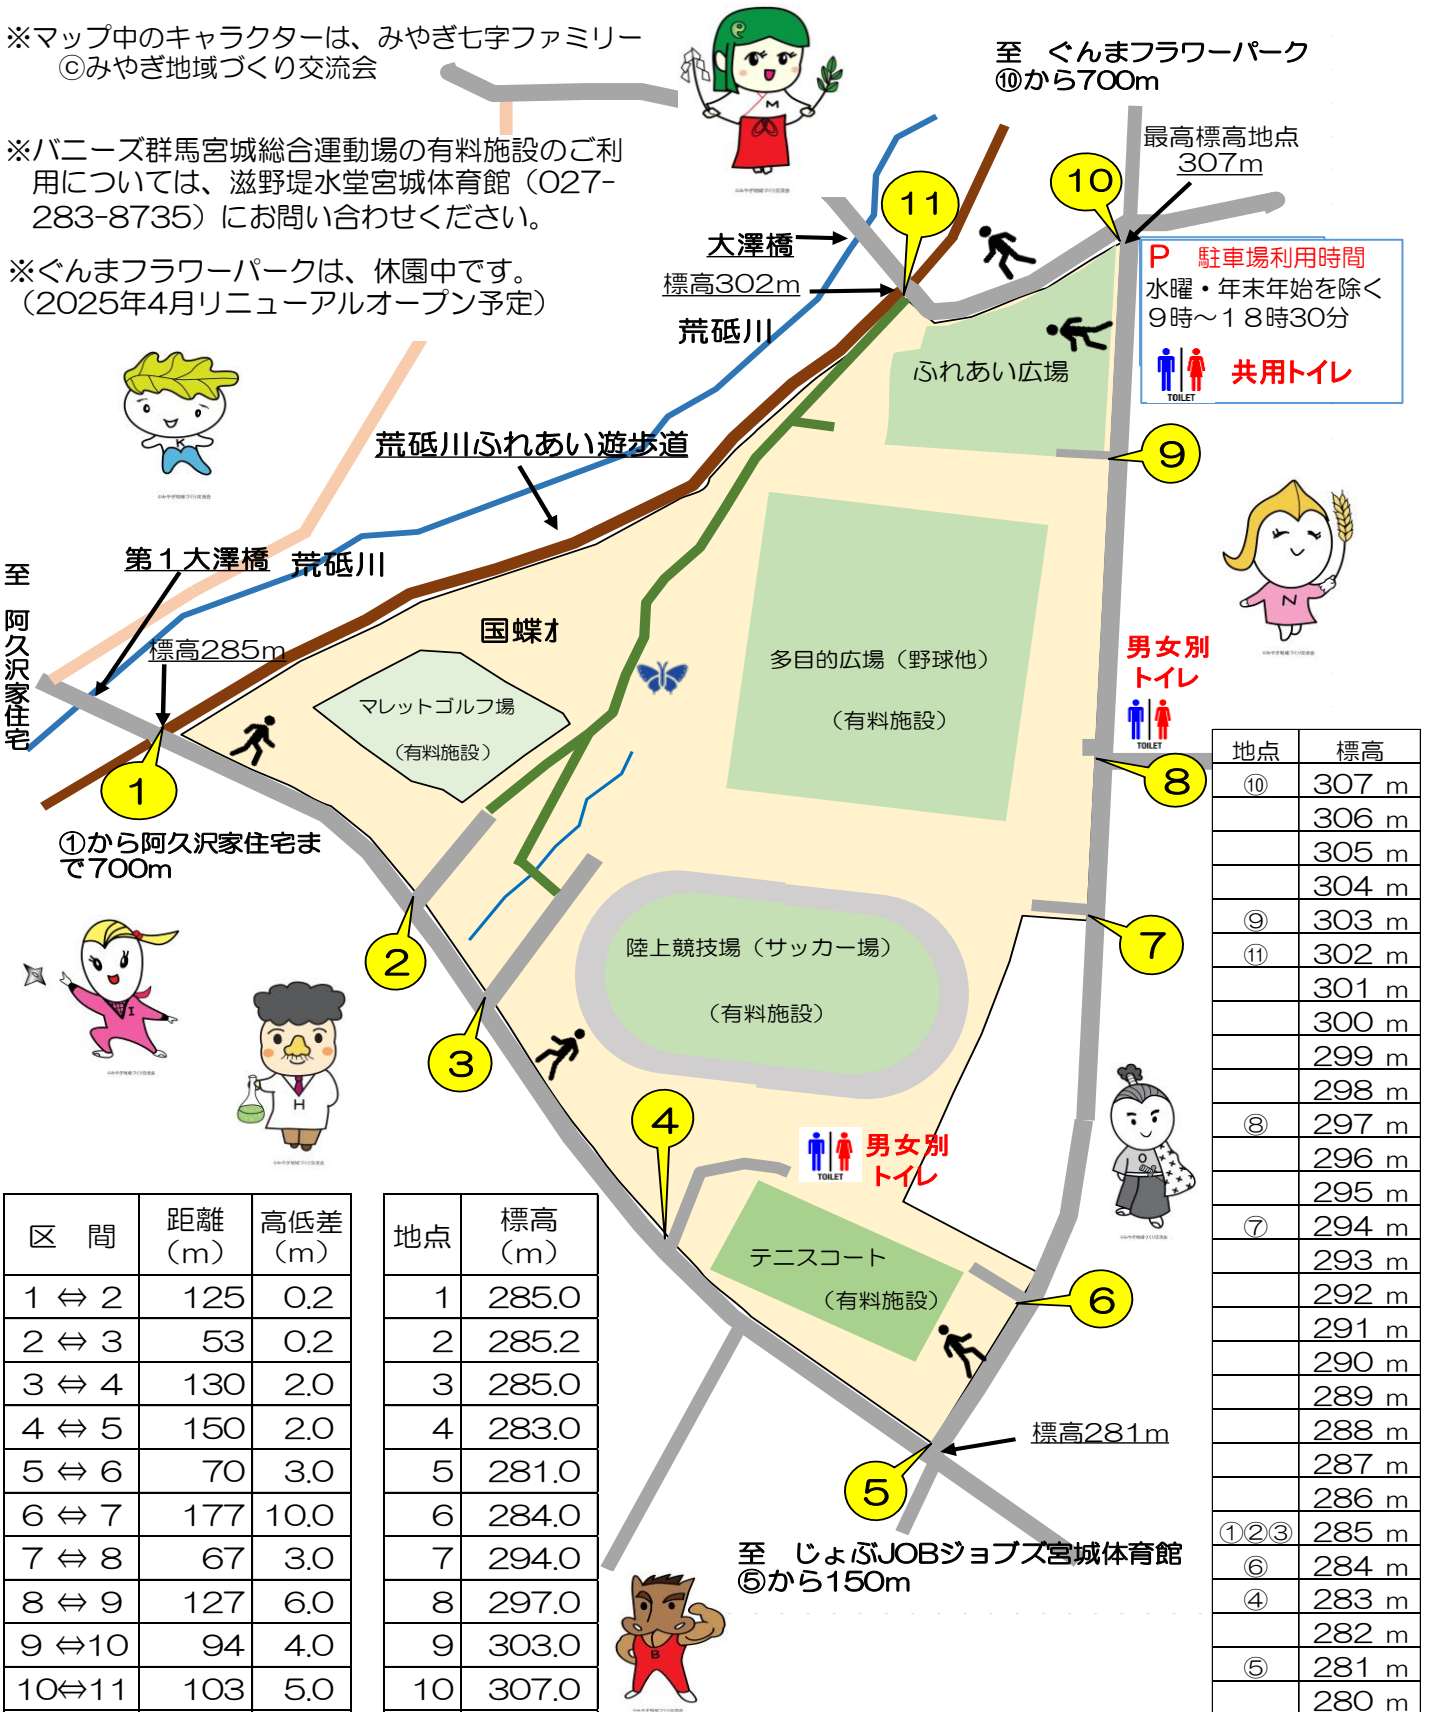 ※マップ中のキャラクターは、みやぎ七字ファミリー
©みやぎ地域づくり交流会
※バニーズ群馬宮城総合運動場の有料施設のご利
用については、滋野堤水堂宮城体育館（027-
283-8735）にお問い合わせください。
※ぐんまフラワーパークは、休園中です。
（2025年4月リニューアルオープン予定）
至　ぐんまフラワーパーク
⑩から700m
最高標高地点
307m
10
11
大澤橋
標高302m
荒砥川
P　駐車場利用時間
水曜・年末年始を除く
9時～18時30分
TOILET
共用トイレ
ふれあい広場
荒砥川ふれあい遊歩道
9
第1大澤橋
荒砥川
至　阿久沢家住宅
標高285m
国蝶オ
多目的広場（野球他）
（有料施設）
マレットゴルフ場
（有料施設）
男女別
トイレ
TOILET
N
M
K
1
8
①から阿久沢家住宅ま
で700m
2
7
陸上競技場（サッカー場）
（有料施設）
3
I
H
4
TOILET
男女別
トイレ
O
テニスコート
（有料施設）
6
標高281m
5
至　じょぶJOBジョブズ宮城体育館
⑤から150m
B
区　間　距離（m）　高低差（m）
1 ⇔ 2　125　0.2
2 ⇔ 3　53　0.2
3 ⇔ 4　130　2.0
4 ⇔ 5　150　2.0
5 ⇔ 6　70　3.0
6 ⇔ 7　177　10.0
7 ⇔ 8　67　3.0
8 ⇔ 9　127　6.0
9 ⇔10　94　4.0
10⇔11　103　5.0
地点　標高（m）
1　285.0
2　285.2
3　285.0
4　283.0
5　281.0
6　284.0
7　294.0
8　297.0
9　303.0
10　307.0
地点　標高
⑩　307 m
306 m
305 m
304 m
⑨　303 m
⑪　302 m
301 m
300 m
299 m
298 m
⑧　297 m
296 m
295 m
⑦　294 m
293 m
292 m
291 m
290 m
289 m
288 m
287 m
286 m
①②③　285 m
⑥　284 m
④　283 m
282 m
⑤　281 m
280 m